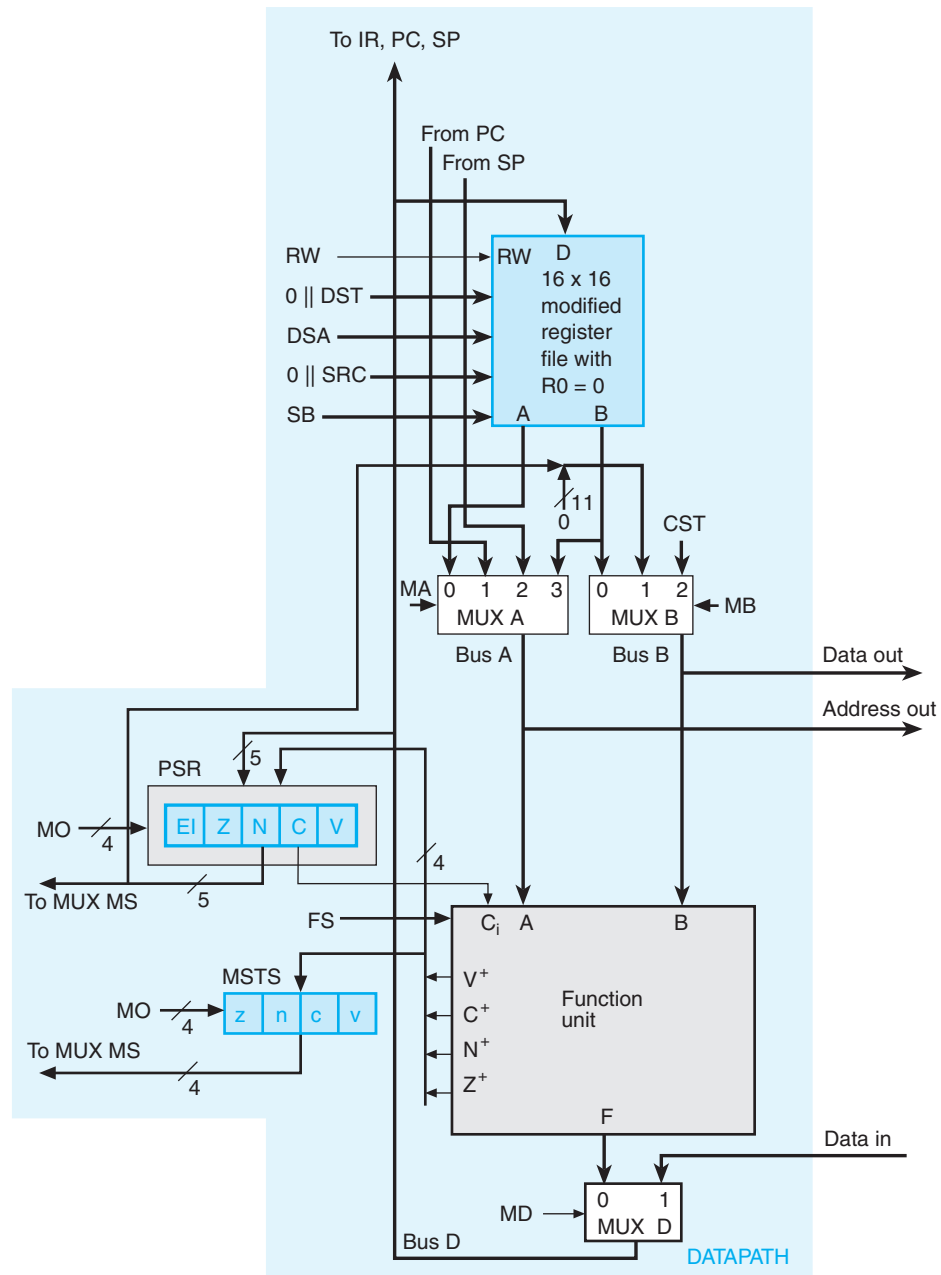 To IR, PC, SP
From PC
From SP
RW
RW D
0 || DST
16 x 16
modified
register
file with
R0 = 0
DSA
0 || SRC
SB
A B
11
0
CST
MA
0 1 2 3
MUX A
0 1 2
MUX B
MB
Bus A
Bus B
Data out
Address out
5
PSR
MO
4
EI Z N C V
4
To MUX MS
5
FS
Ci A B
MSTS
V+
Function
unit
MO
4
z n c v
C+
To MUX MS
4
N+
Z+
F
Data in
0 1
MD
MUX D
Bus D
DATAPATH